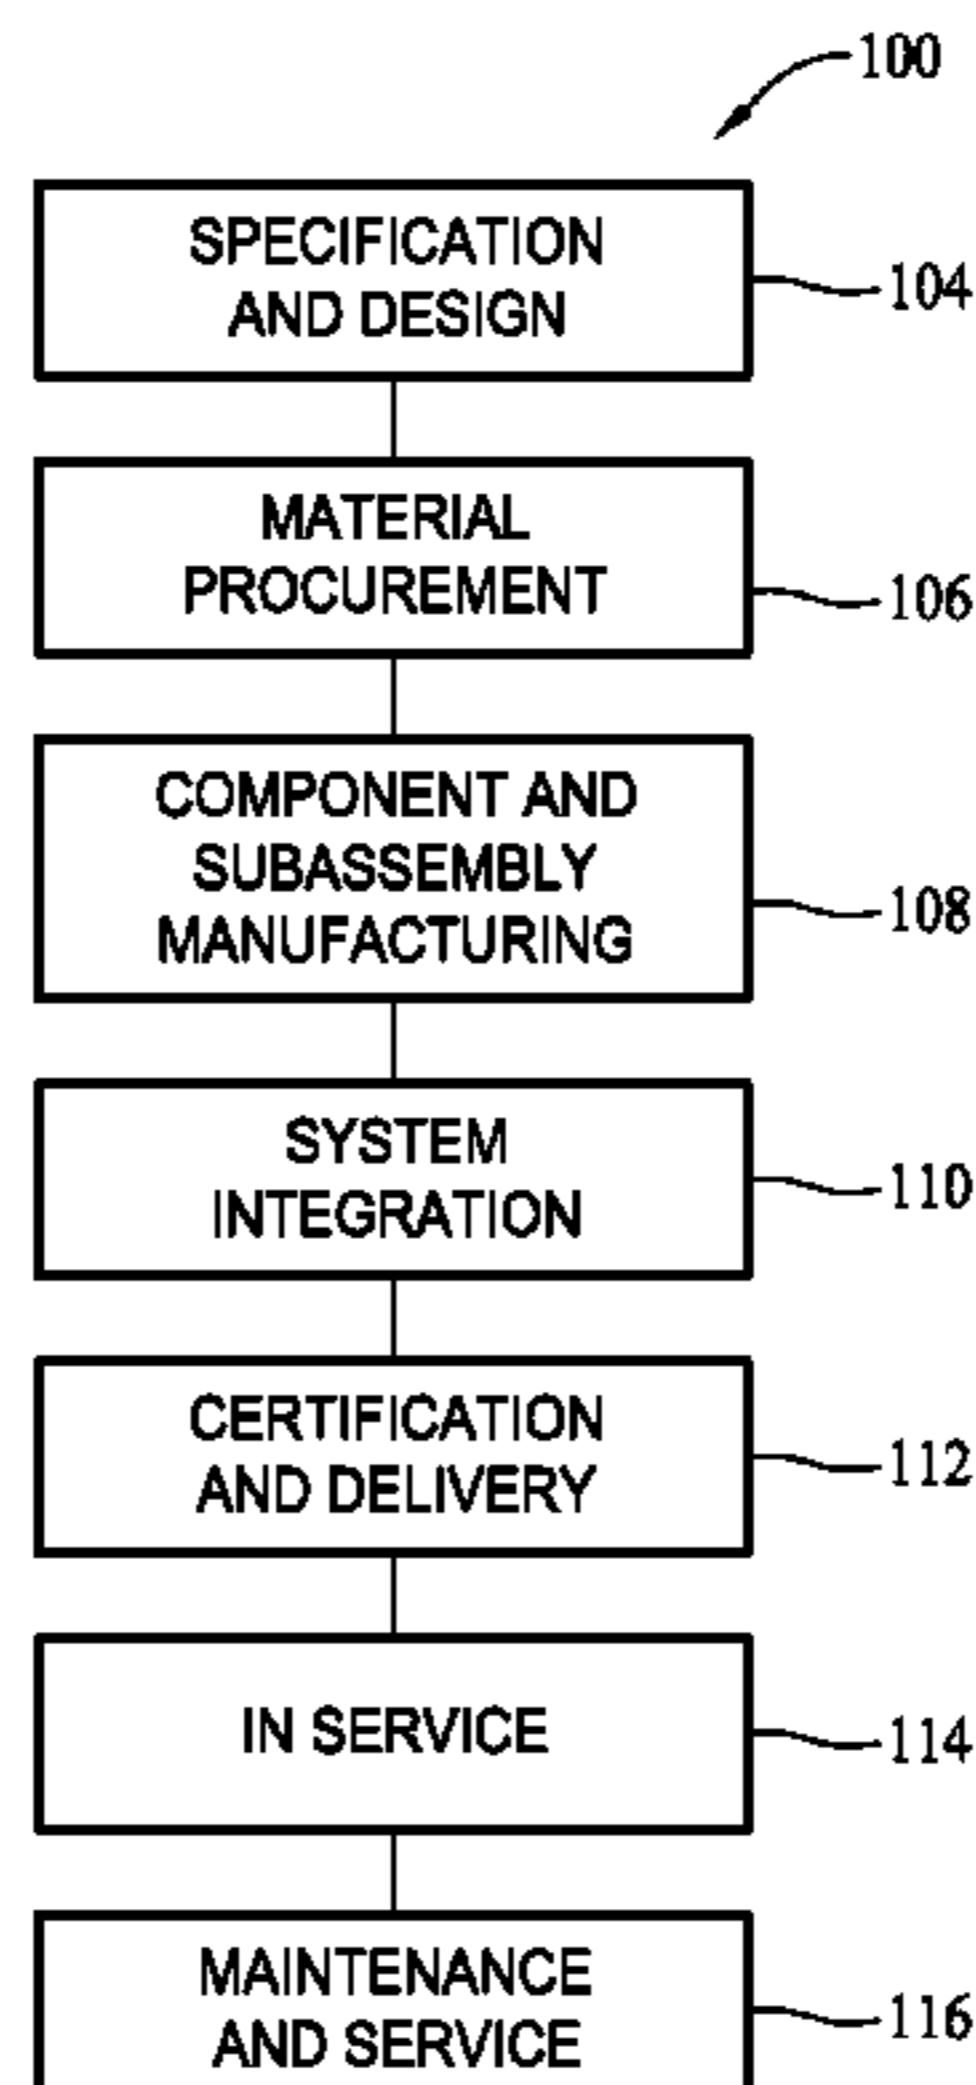 100
SPECIFICATION
AND DESIGN
104
MATERIAL
PROCUREMENT
106
COMPONENT AND
SUBASSEMBLY
MANUFACTURING
108
SYSTEM
INTEGRATION
110
CERTIFICATION
AND DELIVERY
112
IN SERVICE
114
MAINTENANCE
AND SERVICE
116